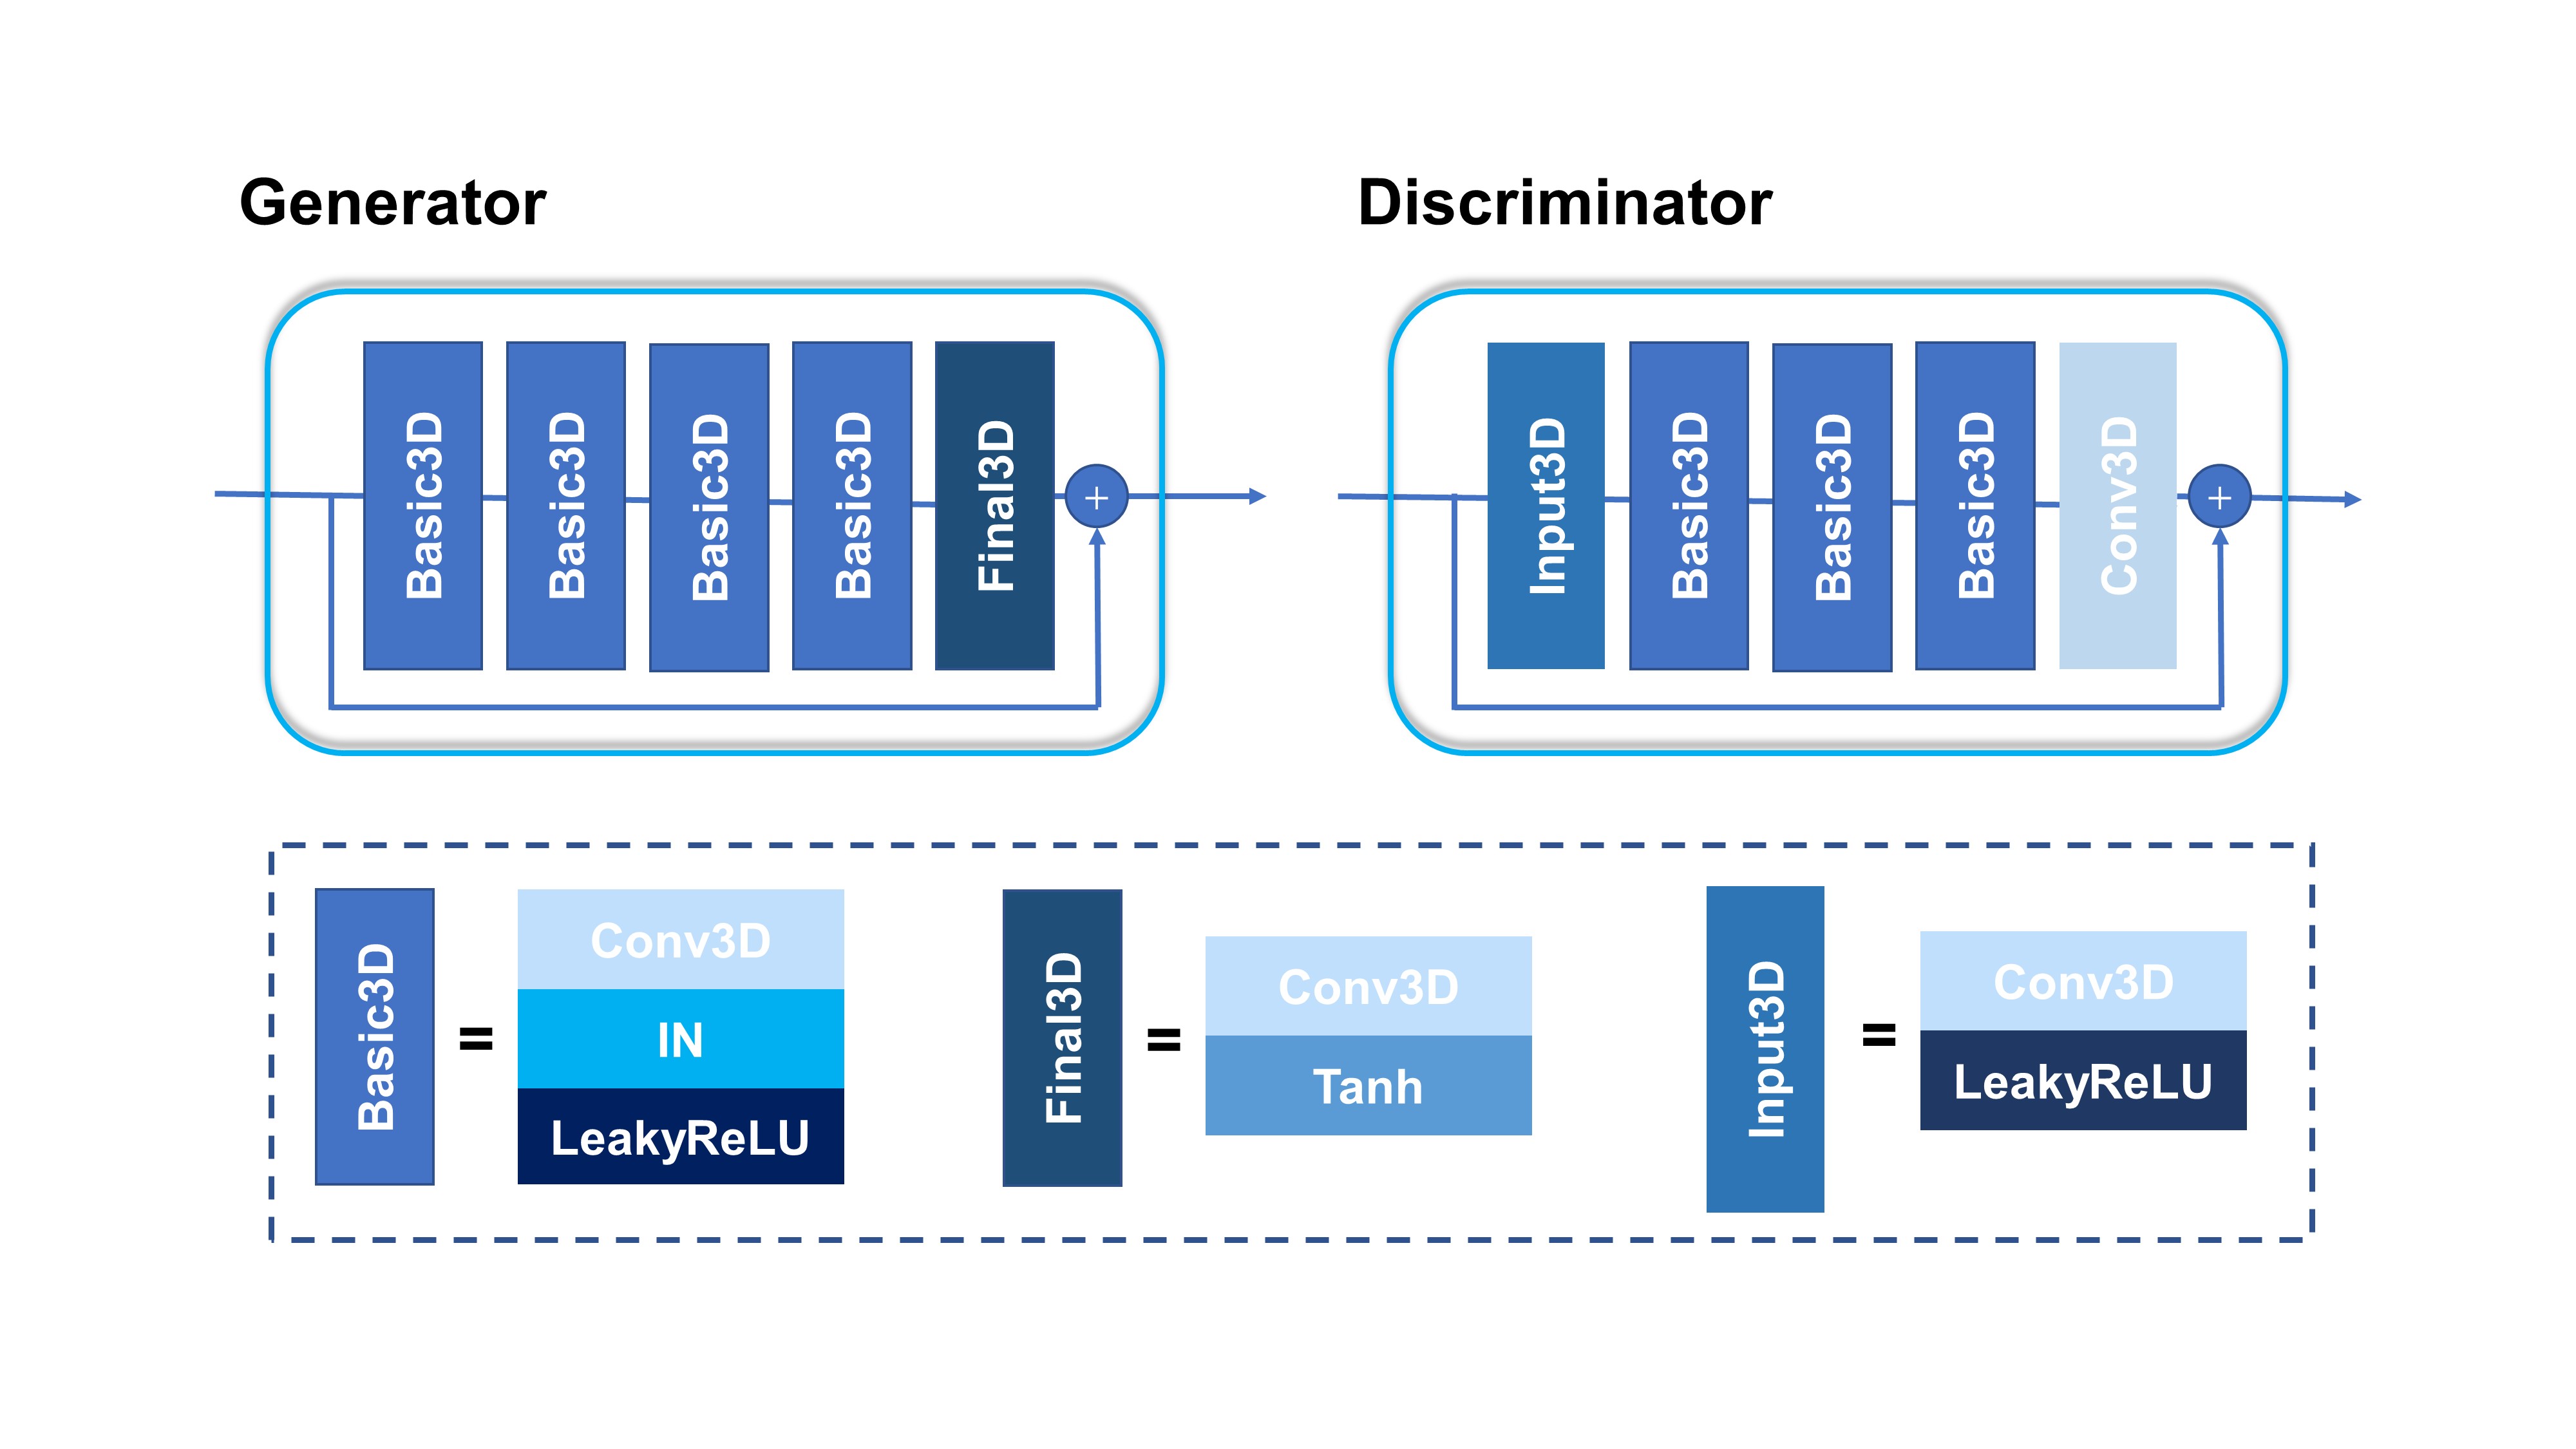 Generator
Discriminator
Basic3D
Basic3D
Basic3D
Basic3D
Final3D
+
Input3D
Basic3D
Basic3D
Basic3D
Conv3D
+
Basic3D
=
Conv3D
IN
LeakyReLU
Final3D
=
Conv3D
Tanh
Input3D
=
Conv3D
LeakyReLU